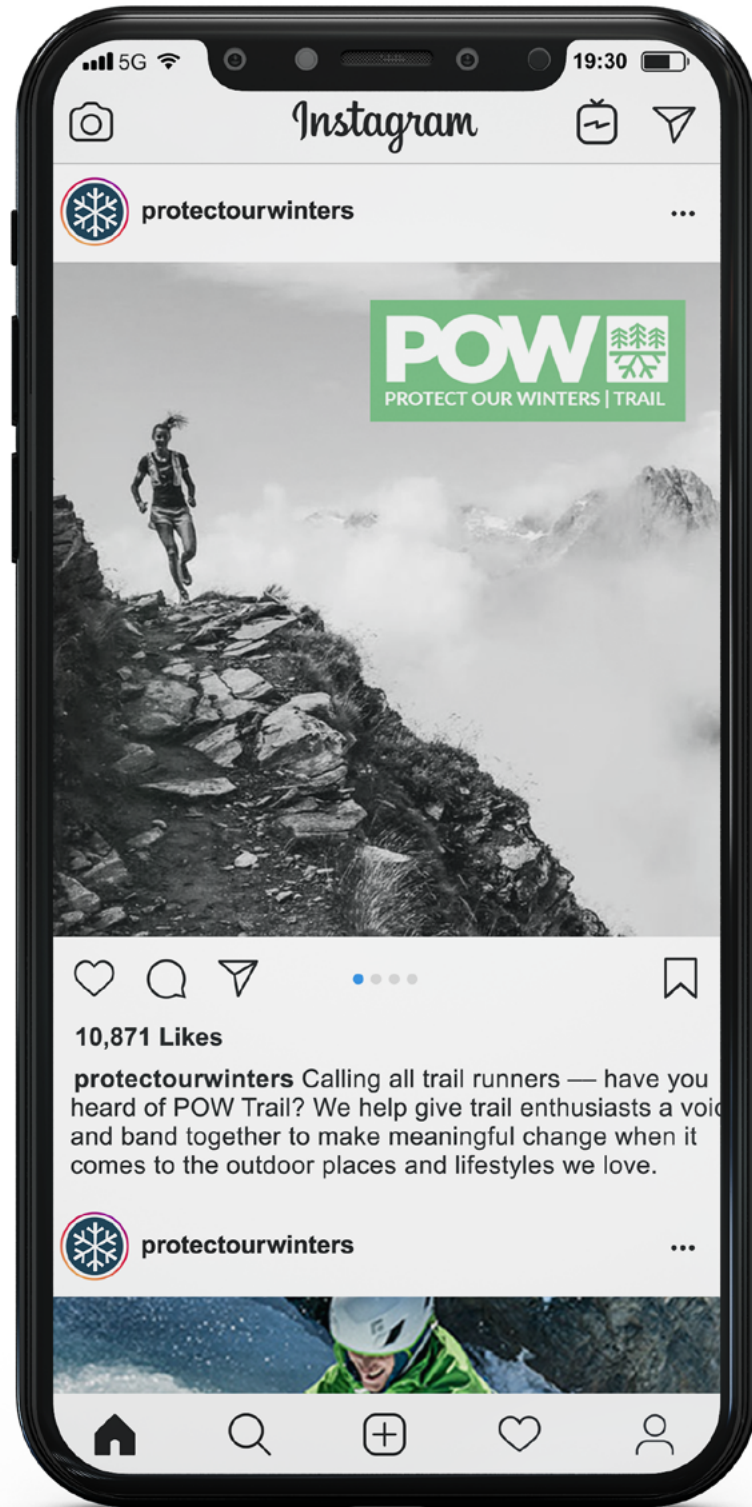 5G 19:30
Instagram
protectourwinters
POW
PROTECT OUR WINTERS | TRAIL
10,871 Likes
protectourwinters Calling all trail runners — have you
heard of POW Trail? We help give trail enthusiasts a voic
and band together to make meaningful change when it
comes to the outdoor places and lifestyles we love.
protectourwinters